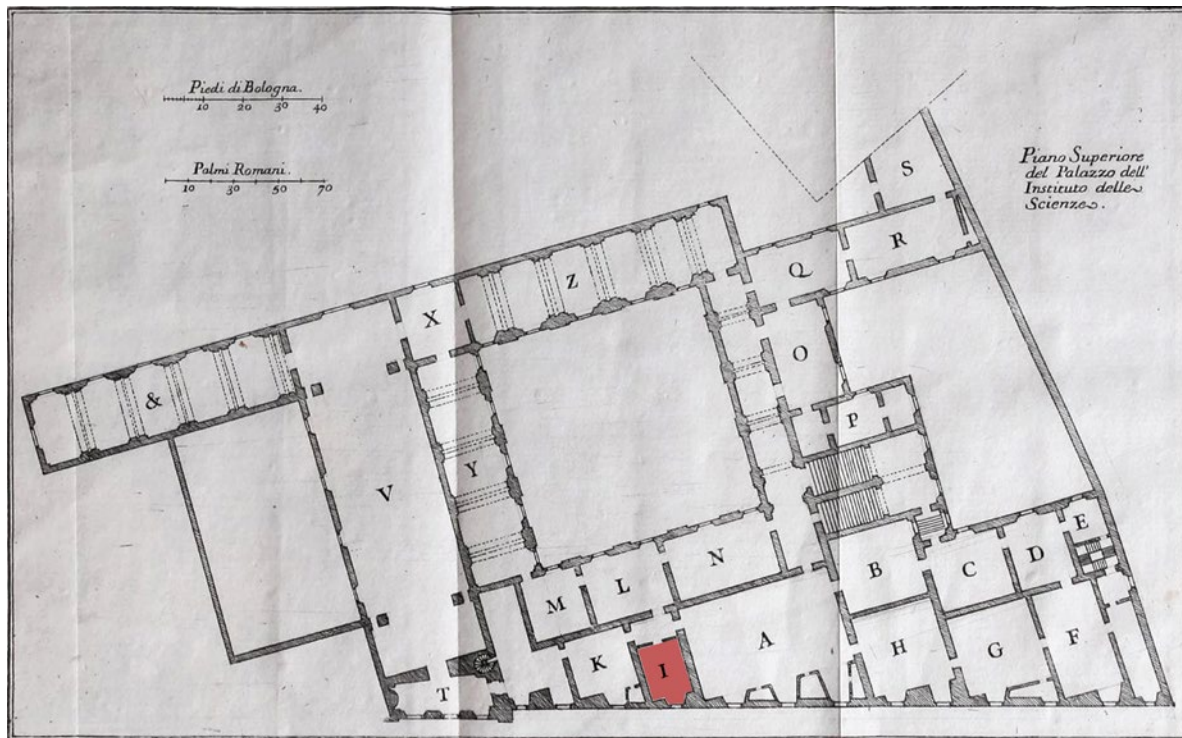 Piedi di Bologna.
10 20 30 40
Palmi Romani.
10 30 50 70
Piano Superiore
del Palazzo dell'
Instituto delle
Scienze.
S
R
Q
Z
X
O
&
P
Y
V
E
N
B
C
D
L
M
A
H
G
F
K
I
T